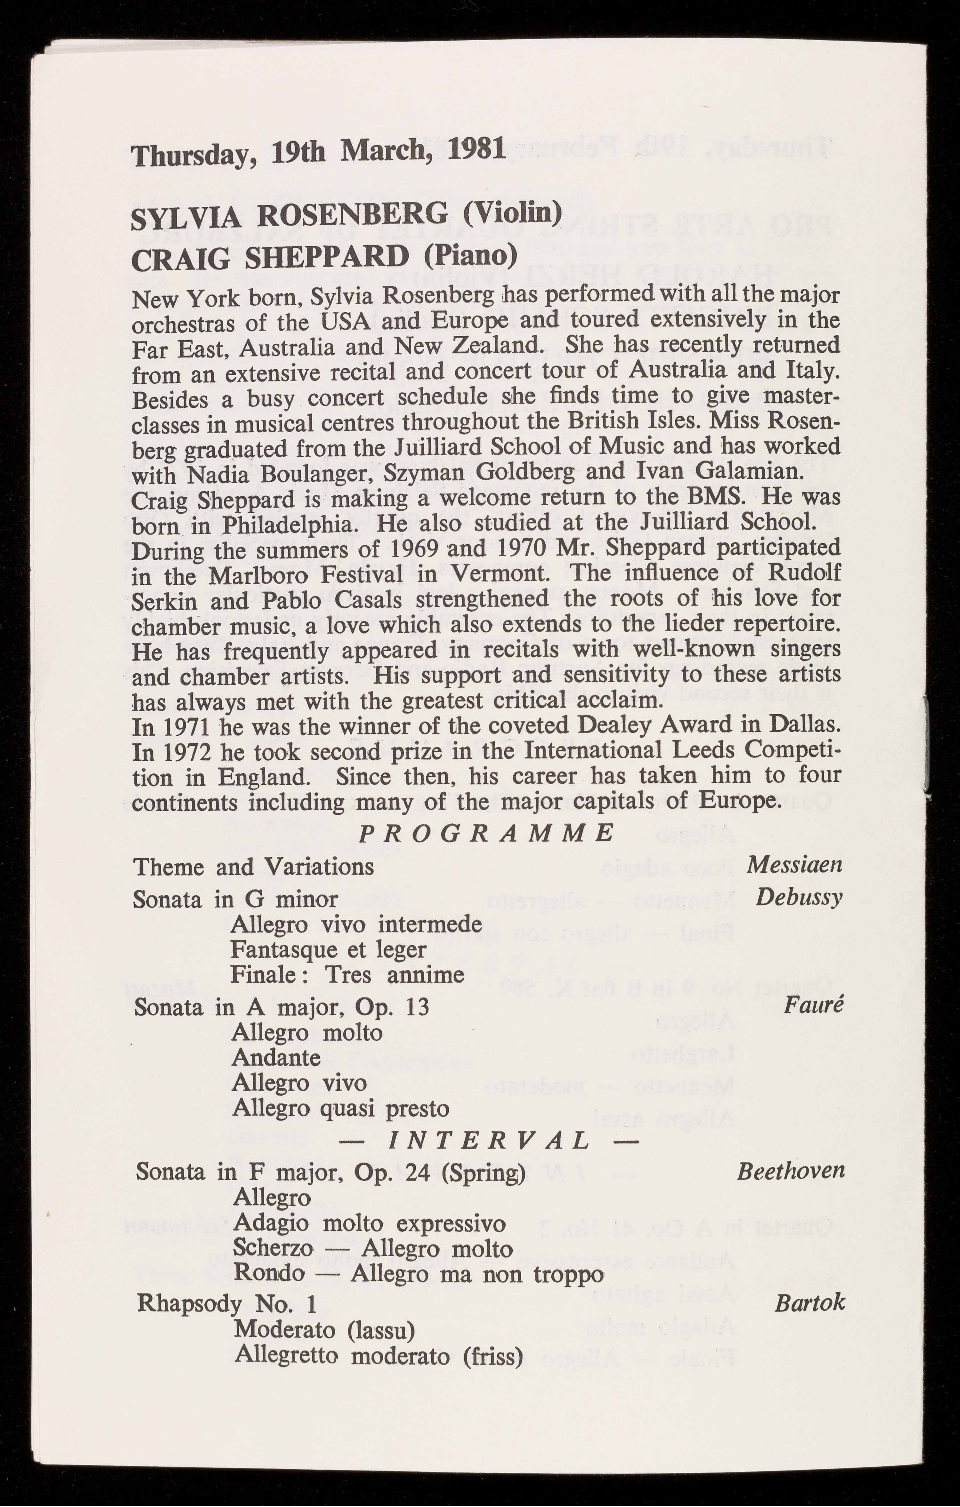 Thursday, 19th March, 1981
SYLVIA ROSENBERG (Violin)
CRAIG SHEPPARD (Piano)
New York born, Sylvia Rosenberg has performed with all the major
orchestras of the USA and Europe and toured extensively in the
Far East, Australia and New Zealand. She has recently returned
from an extensive recital and concert tour of Australia and Italy.
Besides a busy concert schedule she finds time to give master-
classes in musical centres throughout the British Isles. Miss Rosen-
berg graduated from the Juilliard School of Music and has worked
with Nadia Boulanger, Szyman Goldberg and Ivan Galamian.
Craig Sheppard is making a welcome return to the BMS. He was
born in Philadelphia. He also studied at the Juilliard School.
During the summers of 1969 and 1970 Mr. Sheppard participated
in the Marlboro Festival in Vermont. The influence of Rudolf
Serkin and Pablo Casals strengthened the roots of his love for
chamber music, a love which also extends to the lieder repertoire.
He has frequently appeared in recitals with well-known singers
and chamber artists. His support and sensitivity to these artists
has always met with the greatest critical acclaim.
In 1971 he was the winner of the coveted Dealey Award in Dallas.
In 1972 he took second prize in the International Leeds Competi-
tion in England. Since then, his career has taken him to four
continents including many of the major capitals of Europe.
PROGRAMME
Theme and Variations Messiaen
Sonata in G minor Debussy
Allegro vivo intermede
Fantasque et leger
Finale: Tres annime
Sonata in A major, Op. 13 Fauré
Allegro molto
Andante
Allegro vivo
Allegro quasi presto
— INTERVAL —
Sonata in F major, Op. 24 (Spring) Beethoven
Allegro
Adagio molto expressivo
Scherzo — Allegro molto
Rondo — Allegro ma non troppo
Rhapsody No. 1 Bartok
Moderato (lassu)
Allegretto moderato (friss)